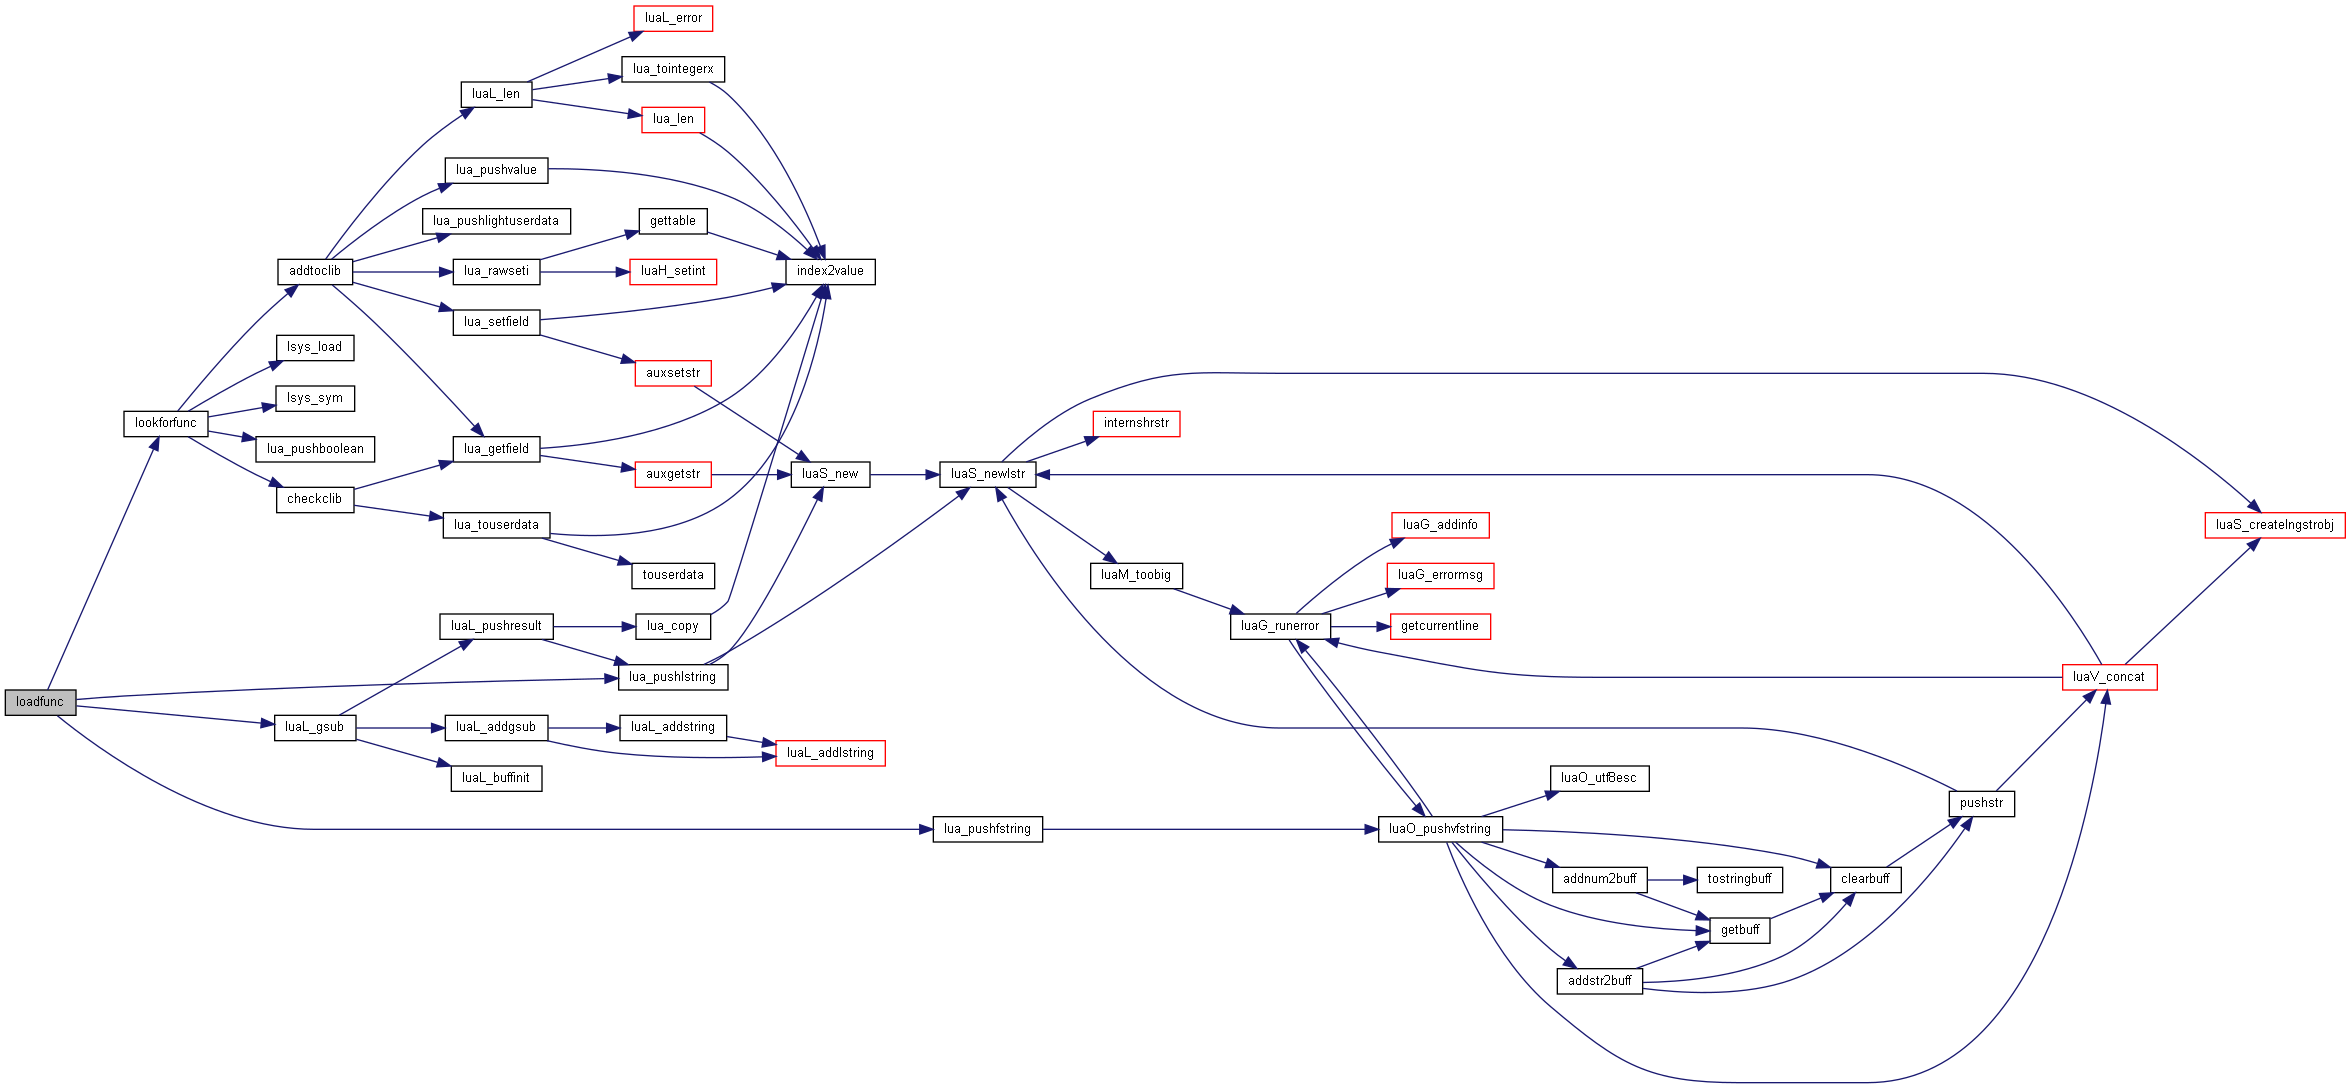 luaL_error
lua_tointegerx
luaL_len
lua_len
lua_pushvalue
lua_pushlightuserdata
gettable
addtoclib
lua_rawseti
luaH_setint
index2value
lua_setfield
lsys_load
auxsetstr
lsys_sym
lookforfunc
internshrstr
lua_pushboolean
lua_getfield
auxgetstr
luaS_new
luaS_newlstr
checkclib
lua_touserdata
luaG_addinfo
luaS_createlngstrobj
touserdata
luaM_toobig
luaG_errormsg
luaL_pushresult
lua_copy
luaG_runerror
getcurrentline
lua_pushlstring
luaV_concat
loadfunc
luaL_gsub
luaL_addgsub
luaL_addstring
luaL_addlstring
luaL_buffinit
luaO_utf8esc
pushstr
lua_pushfstring
luaO_pushvfstring
addnum2buff
tostringbuff
clearbuff
getbuff
addstr2buff